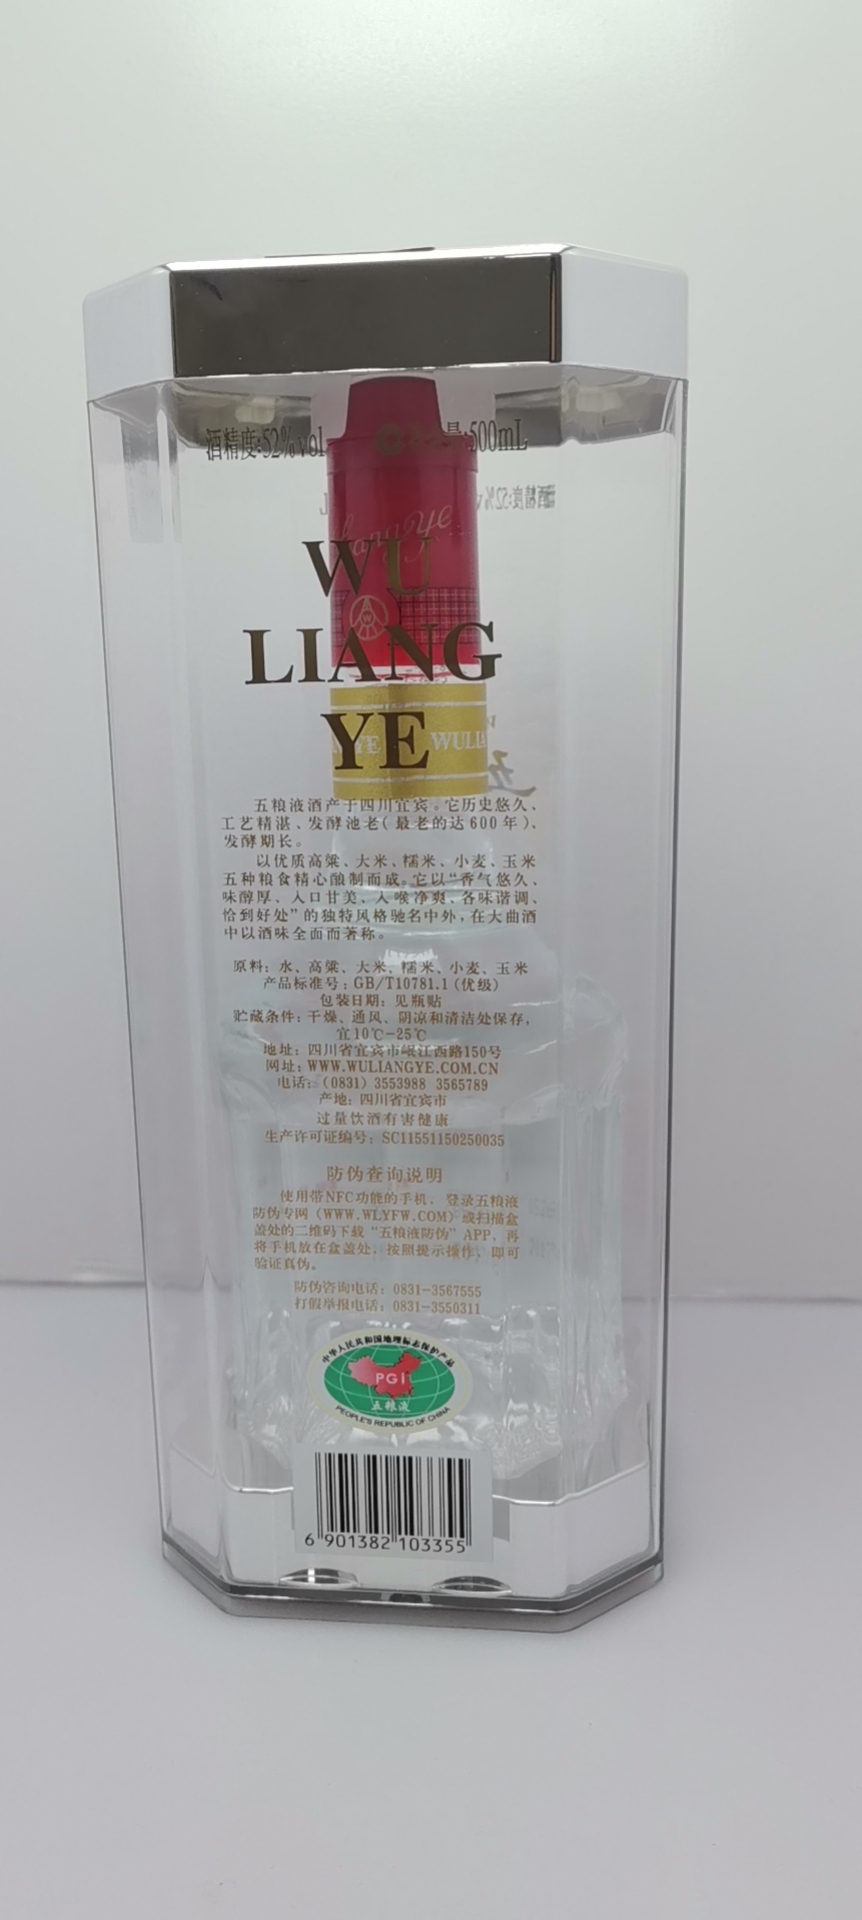 酒精度:52%vol
量:500mL
WU
LIANG
YE
WULIA
五粮液酒产于四川宜宾。它历史悠久、
工艺精湛、发酵池老(最老的达600年)、
发酵期长。
以优质高粱、大米、糯米、小麦、玉米
五种粮食精心酿制而成。它以“香气悠久、
味醇厚、入口甘美、入喉净爽、各味谐调、
恰到好处”的独特风格驰名中外,在大曲酒
中以酒味全面而著称。
原料：水、高粱、大米、糯米、小麦、玉米
产品标准号：GB/T10781.1(优级)
包装日期：见瓶贴
贮藏条件：干燥、通风、阴凉和清洁处保存,
宜10℃-25℃
地址：四川省宜宾市岷江西路150号
网址：WWW.WULIANGYE.COM.CN
电话：(0831) 3553988 3565789
产地：四川省宜宾市
过量饮酒有害健康
生产许可证编号：SC11551150250035
防伪查询说明
使用带NFC功能的手机，登录五粮液
防伪专网（WWW.WLYFW.COM）或扫描盒
盖处的二维码下载“五粮液防伪”APP，再
将手机放在盒盖处，按照提示操作，即可
验证真伪。
防伪咨询电话：0831-3567555
打假举报电话：0831-3550311
中华人民共和国地理标志保护产品
PGI
五粮液
PEOPLE'S REPUBLIC OF CHINA
6 901382 103355